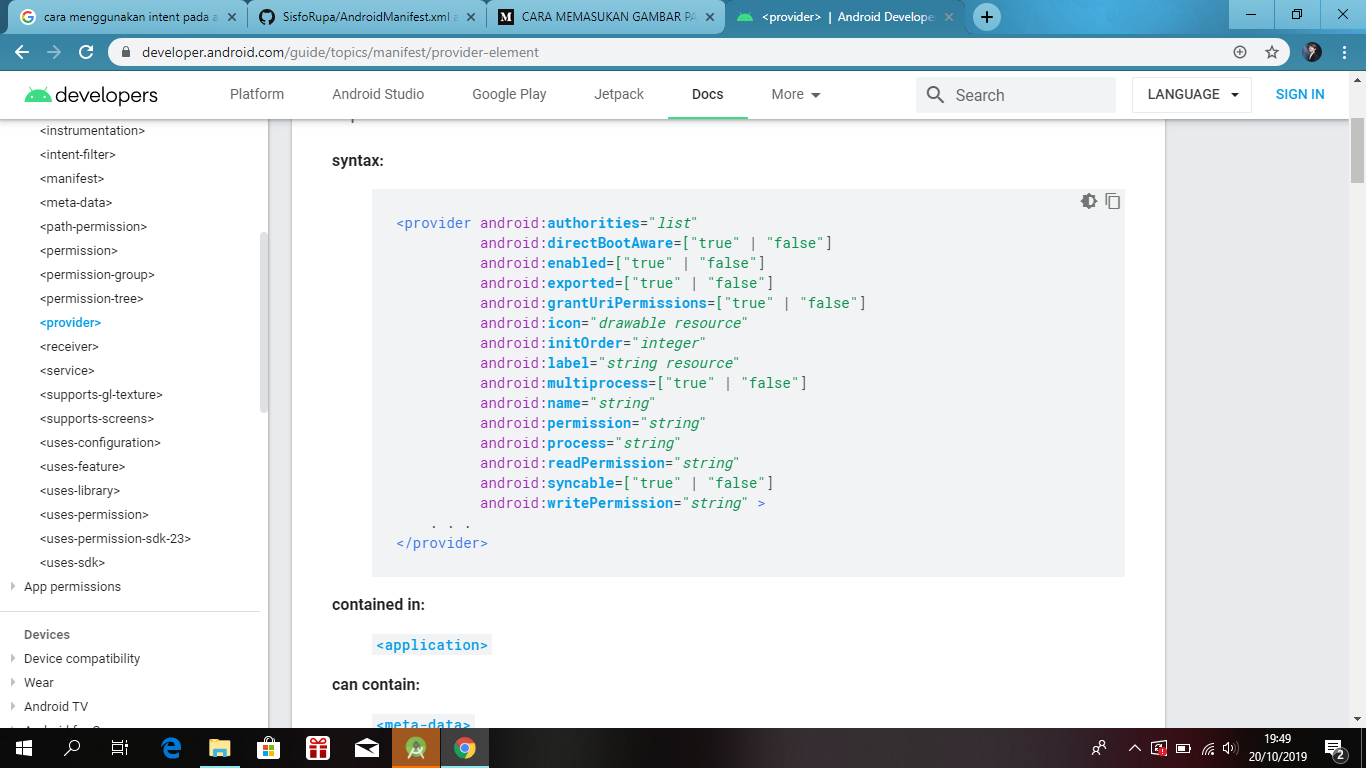 cara menggunakan intent pada a
SisfoRupa/AndroidManifest.xml a
M CARA MEMASUKAN GAMBAR PA
<provider> | Android Develope
developer.android.com/guide/topics/manifest/provider-element
developers
Platform
Android Studio
Google Play
Jetpack
Docs
More
Search
LANGUAGE
SIGN IN
<instrumentation>
<intent-filter>
<manifest>
<meta-data>
<path-permission>
<permission>
<permission-group>
<permission-tree>
<provider>
<receiver>
<service>
<supports-gl-texture>
<supports-screens>
<uses-configuration>
<uses-feature>
<uses-library>
<uses-permission>
<uses-permission-sdk-23>
<uses-sdk>
App permissions
Devices
Device compatibility
Wear
Android TV
syntax:
<provider android:authorities="list"
android:directBootAware=["true" | "false"]
android:enabled=["true" | "false"]
android:exported=["true" | "false"]
android:grantUriPermissions=["true" | "false"]
android:icon="drawable resource"
android:initOrder="integer"
android:label="string resource"
android:multiprocess=["true" | "false"]
android:name="string"
android:permission="string"
android:process="string"
android:readPermission="string"
android:syncable=["true" | "false"]
android:writePermission="string" >
. . .
</provider>
contained in:
<application>
can contain:
<meta-data>
19:49
20/10/2019
2